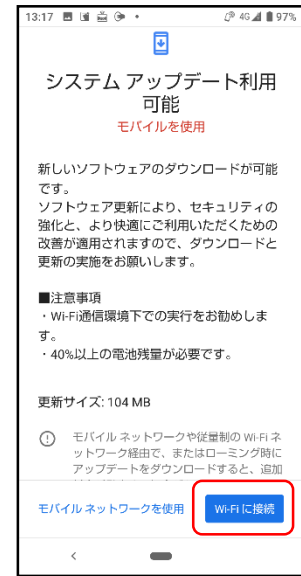 13:17 4G 97%
システム アップデート利用
可能
モバイルを使用
新しいソフトウェアのダウンロードが可能
です。
ソフトウェア更新により、セキュリティの
強化と、より快適にご利用いただくための
改善が適用されますので、ダウンロードと
更新の実施をお願いします。
■注意事項
・Wi-Fi通信環境下での実行をお勧めしま
す。
・40%以上の電池残量が必要です。
更新サイズ: 104 MB
モバイル ネットワークや従量制の Wi-Fi ネ
ットワーク経由で、またはローミング時に
アップデートをダウンロードすると、追加
モバイル ネットワークを使用
Wi-Fi に接続